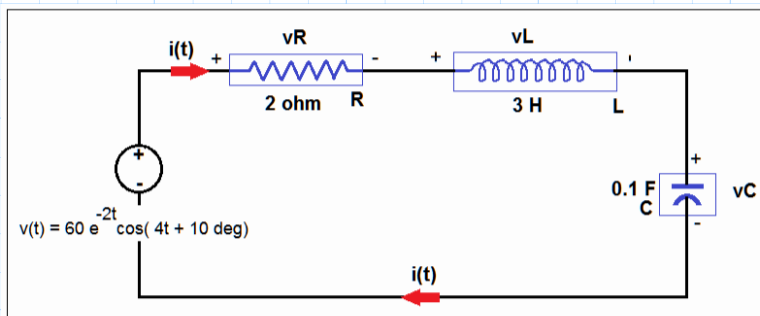 vR
vL
i(t)
+ - + '
2 ohm R
3 H L
+
+
-
0.1 F
C
vC
-
v(t) = 60 e^-2t cos( 4t + 10 deg)
i(t)